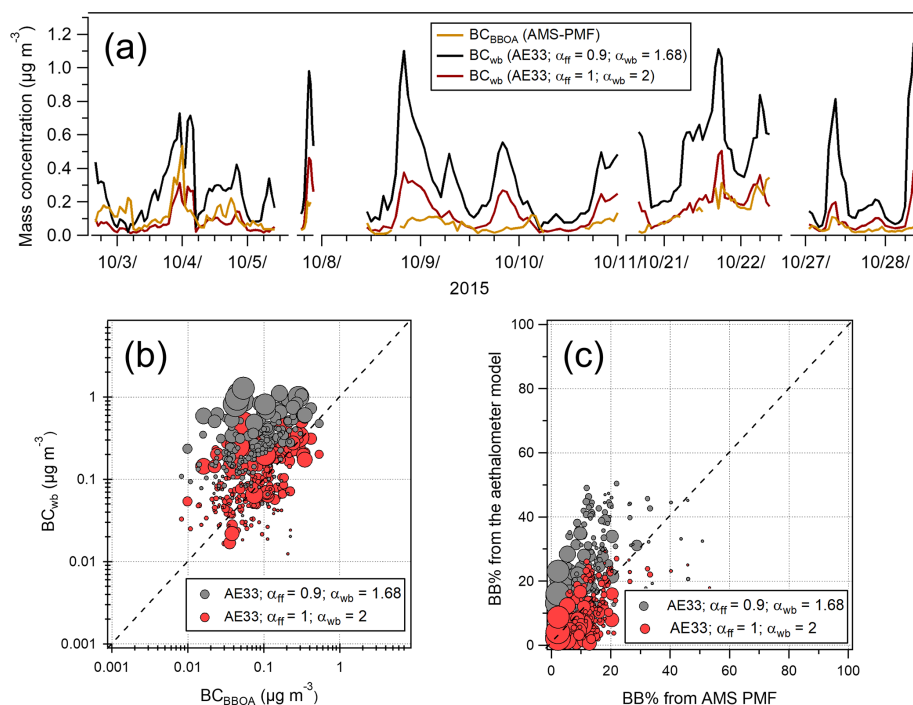 (a)
BC_BBOA (AMS-PMF)
BC_wb (AE33; α_ff = 0.9; α_wb = 1.68)
BC_wb (AE33; α_ff = 1; α_wb = 2)
Mass concentration (µg m⁻³)
1.2
1.0
0.8
0.6
0.4
0.2
0.0
10/3/ 10/4/ 10/5/ 10/8/ 10/9/ 10/10/ 10/11/ 10/21/ 10/22/ 10/27/ 10/28/
2015
(b)
BC_wb (µg m⁻³)
1
0.1
0.01
0.001
AE33; α_ff = 0.9; α_wb = 1.68
AE33; α_ff = 1; α_wb = 2
0.001 0.01 0.1 1
BC_BBOA (µg m⁻³)
(c)
BB% from the aethalometer model
100
80
60
40
20
0
AE33; α_ff = 0.9; α_wb = 1.68
AE33; α_ff = 1; α_wb = 2
0 20 40 60 80 100
BB% from AMS PMF